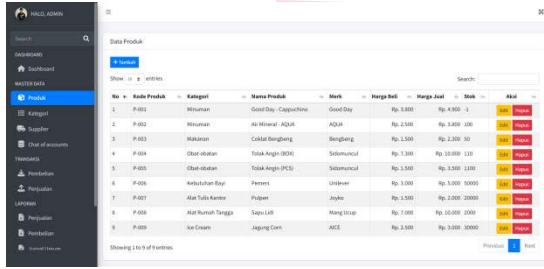 HALO, ADMIN
Search
DASHBOARD
Dashboard
MASTER DATA
Produk
Kategori
Supplier
Chat of accounts
TRANSAKSI
Pembelian
Penjualan
LAPORAN
Penjualan
Pembelian
Jurnal Umum
Data Produk
+ Tambah
Show 10 entries
Search:
No Kode Produk Kategori Nama Produk Merk Harga Beli Harga Jual Stok Aksi
1 P-001 Minuman Good Day - Cappuchino Good Day Rp. 3.800 Rp. 4.900 -1 Edit Hapus
2 P-002 Minuman Air Mineral - AQUA AQUA Rp. 2.500 Rp. 3.800 100 Edit Hapus
3 P-003 Makanan Coklat Bengbeng Bengbeng Rp. 1.500 Rp. 2.300 50 Edit Hapus
4 P-004 Obat-obatan Tolak Angin (BOX) Sidomuncul Rp. 7.300 Rp. 10.000 110 Edit Hapus
5 P-005 Obat-obatan Tolak Angin (PCS) Sidomuncul Rp. 1.500 Rp. 3.500 1100 Edit Hapus
6 P-006 Kebutuhan Bayi Pemers Unilever Rp. 3.000 Rp. 5.000 50000 Edit Hapus
7 P-007 Alat Tulis Kantor Pulpen Joyko Rp. 1.500 Rp. 2.000 20000 Edit Hapus
8 P-008 Alat Rumah Tangga Sapu Lidi Mang Ucup Rp. 7.000 Rp. 10.000 2000 Edit Hapus
9 P-009 Ice Cream Jagung Corn AICE Rp. 2.500 Rp. 3.000 30000 Edit Hapus
Showing 1 to 9 of 9 entries
Previous 1 Next